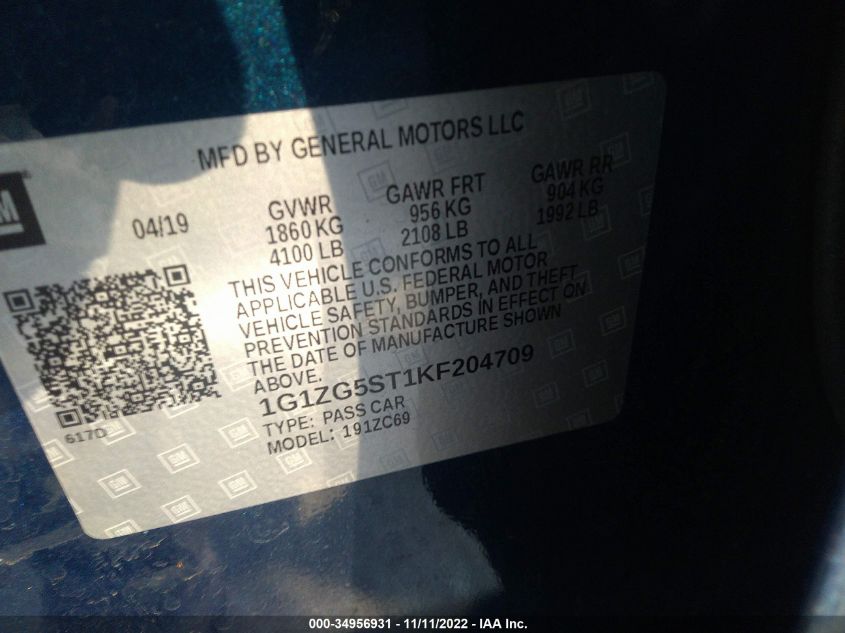 MFD BY GENERAL MOTORS LLC
GM
04/19
GVWR
1860 KG
4100 LB
GAWR FRT
956 KG
2108 LB
GAWR RR
904 KG
1992 LB
THIS VEHICLE CONFORMS TO ALL
APPLICABLE U.S. FEDERAL MOTOR
VEHICLE SAFETY, BUMPER, AND THEFT
PREVENTION STANDARDS IN EFFECT ON
THE DATE OF MANUFACTURE SHOWN
ABOVE.
1G1ZG5ST1KF204709
TYPE: PASS CAR
MODEL: 191ZC69
617D
000-34956931 - 11/11/2022 - IAA Inc.